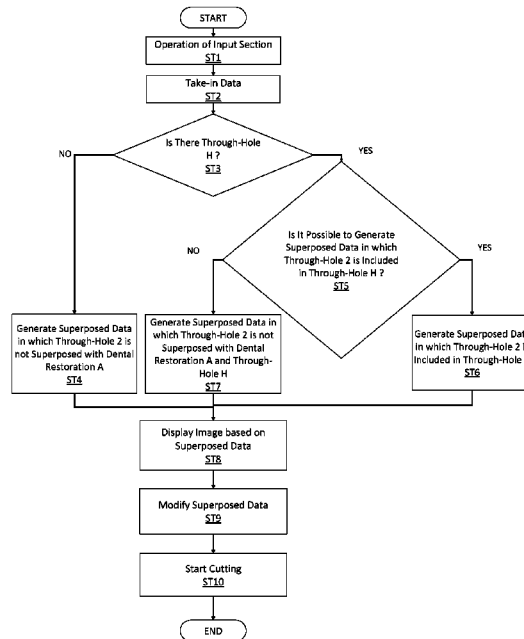 START
Operation of Input Section
ST1
Take-in Data
ST2
Is There Through-Hole
H ?
ST3
NO
YES
Is It Possible to Generate
Superposed Data in which
Through-Hole 2 is Included
in Through-Hole H ?
ST5
NO
YES
Generate Superposed Data
in which Through-Hole 2 is
not Superposed with Dental
Restoration A
ST4
Generate Superposed Data in
which Through-Hole 2 is not
Superposed with Dental
Restoration A and Through-
Hole H
ST7
Generate Superposed Data
in which Through-Hole 2
Included in Through-Hole
ST6
Display Image based on
Superposed Data
ST8
Modify Superposed Data
ST9
Start Cutting
ST10
END